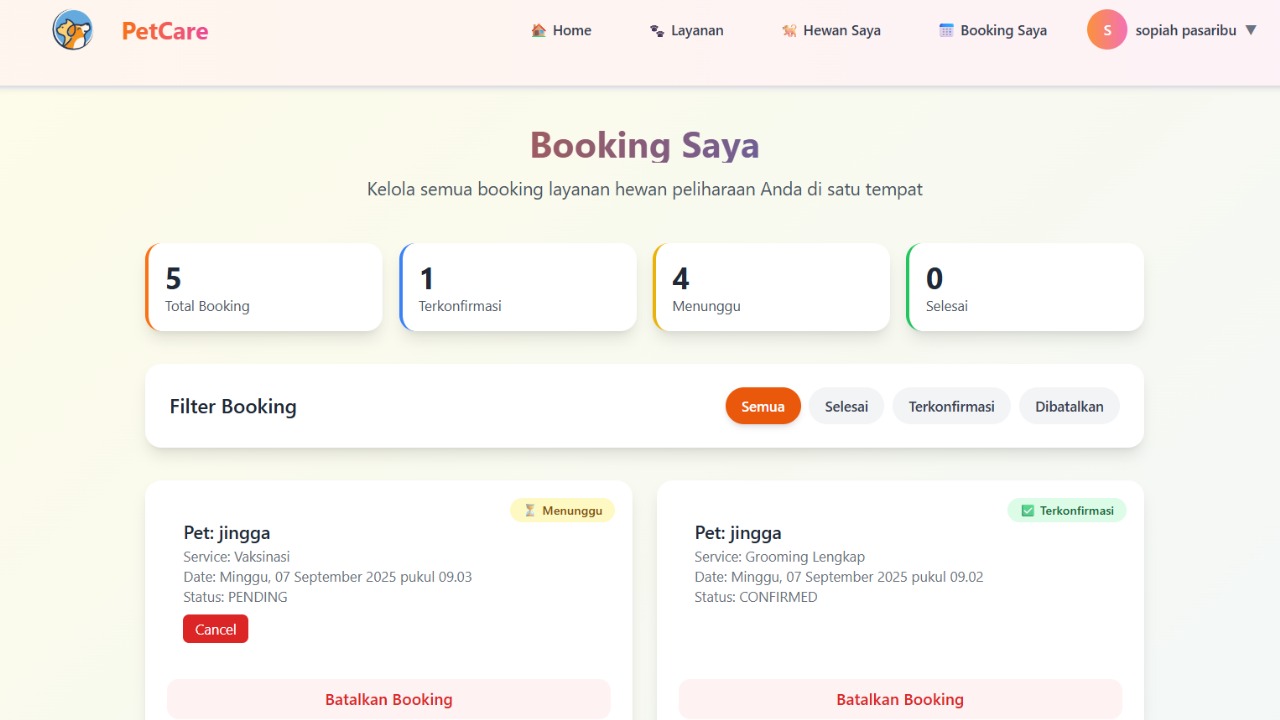 PetCare
Home
Layanan
Hewan Saya
Booking Saya
S
sopiah pasaribu ▼
Booking Saya
Kelola semua booking layanan hewan peliharaan Anda di satu tempat
5
Total Booking
1
Terkonfirmasi
4
Menunggu
0
Selesai
Filter Booking
Semua
Selesai
Terkonfirmasi
Dibatalkan
Menunggu
Pet: jingga
Service: Vaksinasi
Date: Minggu, 07 September 2025 pukul 09.03
Status: PENDING
Cancel
Batalkan Booking
Terkonfirmasi
Pet: jingga
Service: Grooming Lengkap
Date: Minggu, 07 September 2025 pukul 09.02
Status: CONFIRMED
Batalkan Booking